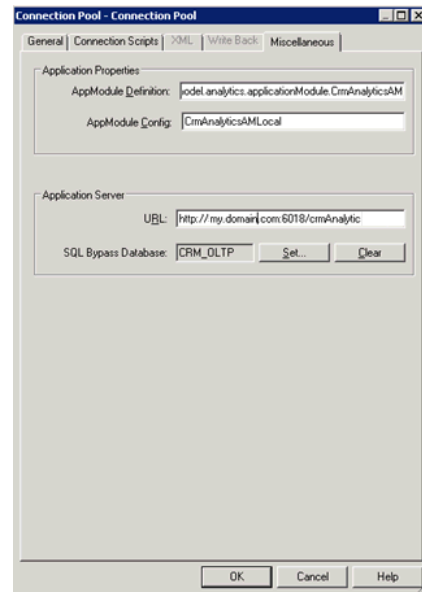 Connection Pool - Connection Pool
General Connection Scripts XML Write Back Miscellaneous
Application Properties
AppModule Definition: odel.analytics.applicationModule.CrmAnalyticsAM
AppModule Config: CrmAnalyticsAMLocal
Application Server
URL: http://my.domain.com:6018/crmAnalytic
SQL Bypass Database: CRM_OLTP Set... Clear
OK Cancel Help